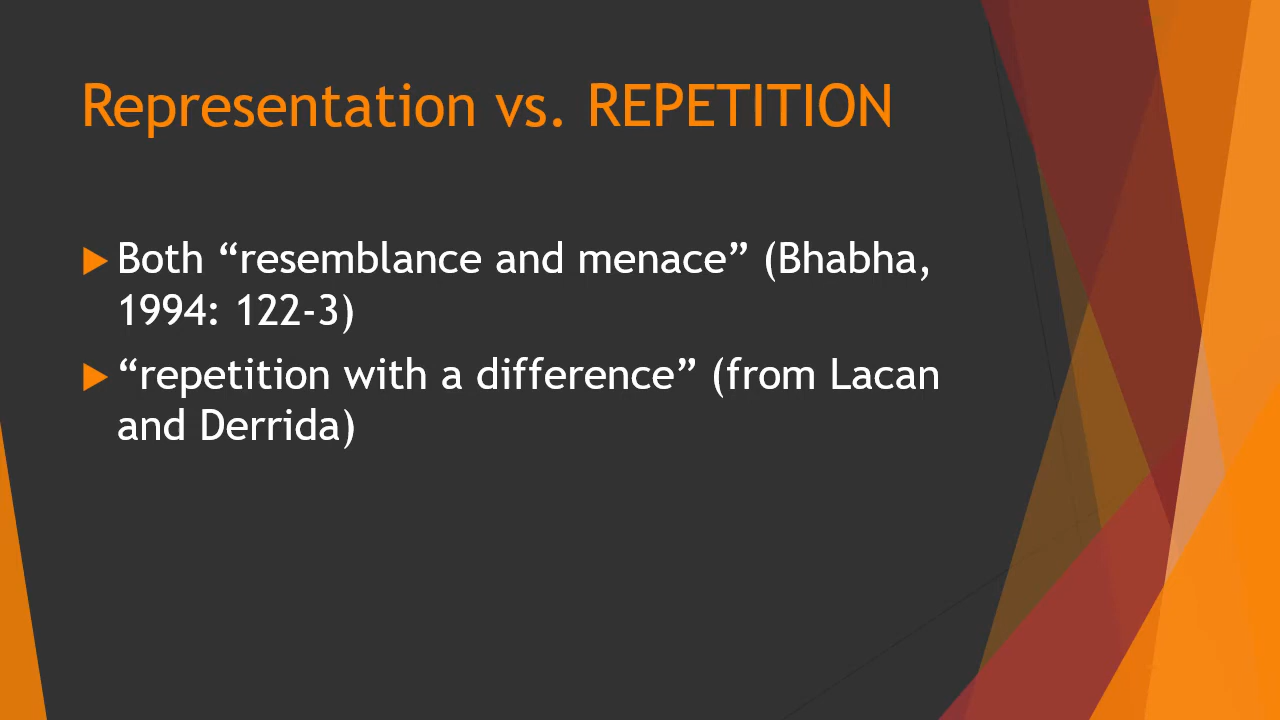 Representation vs. REPETITION
Both “resemblance and menace” (Bhabha,
1994: 122-3)
“repetition with a difference” (from Lacan
and Derrida)